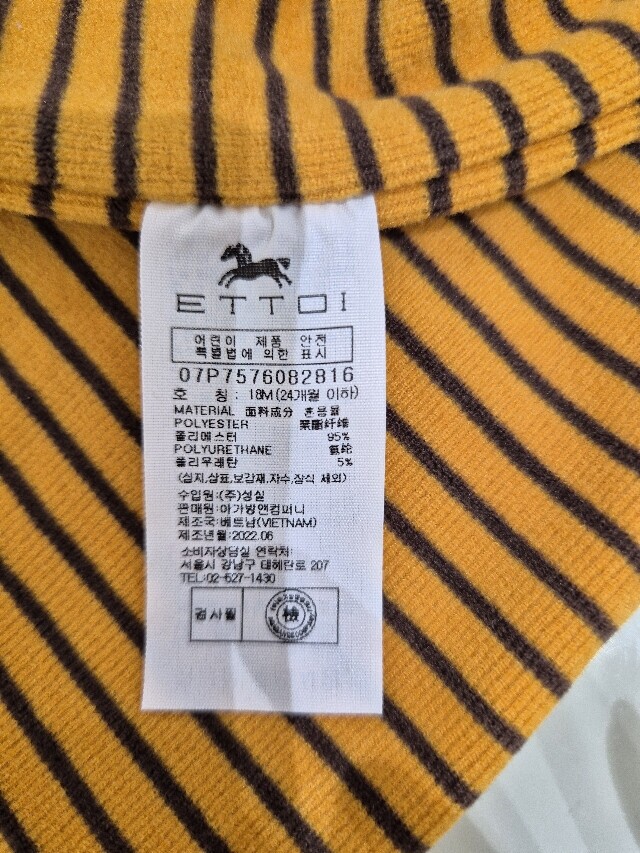 ETTOI
어린이 제품 안전
특별법에 의한 표시
07P7576082816
호 칭 : 18M(24개월 이하)
MATERIAL 面料成分 혼용률
POLYESTER 聚酯纤维
폴리에스터 95%
POLYURETHANE 氨纶
폴리우레탄 5%
(심지,상표,보강재,자수,장식 제외)
수입원:(주)성실
판매원:아가방앤컴퍼니
제조국:베트남(VIETNAM)
제조년월:2022.06
소비자상담실 연락처:
서울시 강남구 테헤란로 207
TEL:02-527-1430
검사필 檢